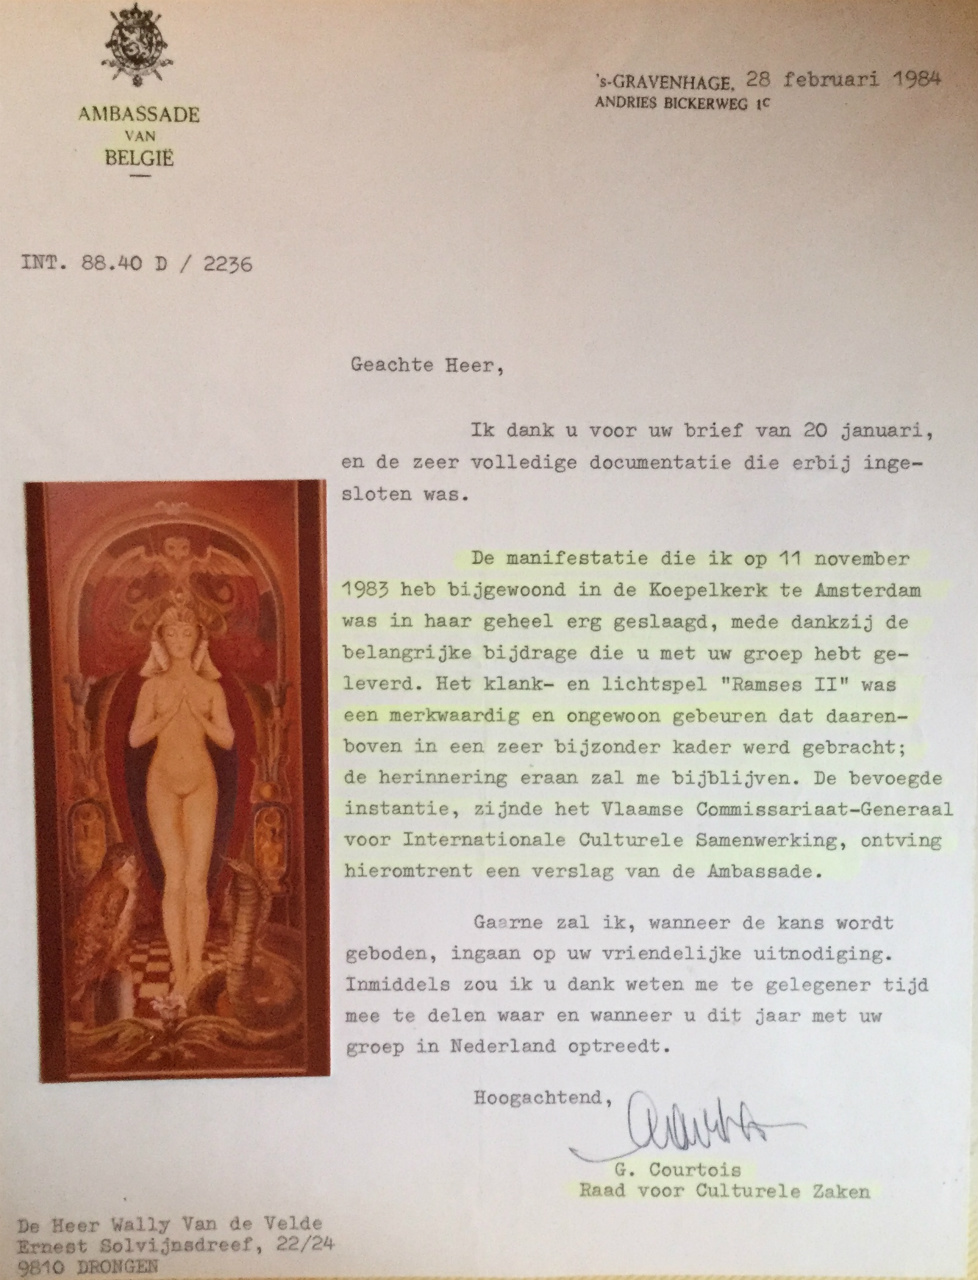 AMBASSADE
VAN
BELGIË
's-GRAVENHAGE, 28 februari 1984
ANDRIES BICKERWEG 1c
INT. 88.40 D / 2236
Geachte Heer,
Ik dank u voor uw brief van 20 januari,
en de zeer volledige documentatie die erbij inge-
sloten was.
De manifestatie die ik op 11 november
1983 heb bijgewoond in de Koepelkerk te Amsterdam
was in haar geheel erg geslaagd, mede dankzij de
belangrijke bijdrage die u met uw groep hebt ge-
leverd. Het klank- en lichtspel "Ramses II" was
een merkwaardig en ongewoon gebeuren dat daaren-
boven in een zeer bijzonder kader werd gebracht;
de herinnering eraan zal me bijblijven. De bevoegde
instantie, zijnde het Vlaamse Commissariaat-Generaal
voor Internationale Culturele Samenwerking, ontving
hieromtrent een verslag van de Ambassade.
Gaarne zal ik, wanneer de kans wordt
geboden, ingaan op uw vriendelijke uitnodiging.
Inmiddels zou ik u dank weten me te gelegener tijd
mee te delen waar en wanneer u dit jaar met uw
groep in Nederland optreedt.
Hoogachtend,
G. Courtois
Raad voor Culturele Zaken
De Heer Wally Van de Velde
Ernest Solvijnsdreef, 22/24
9810 DRONGEN